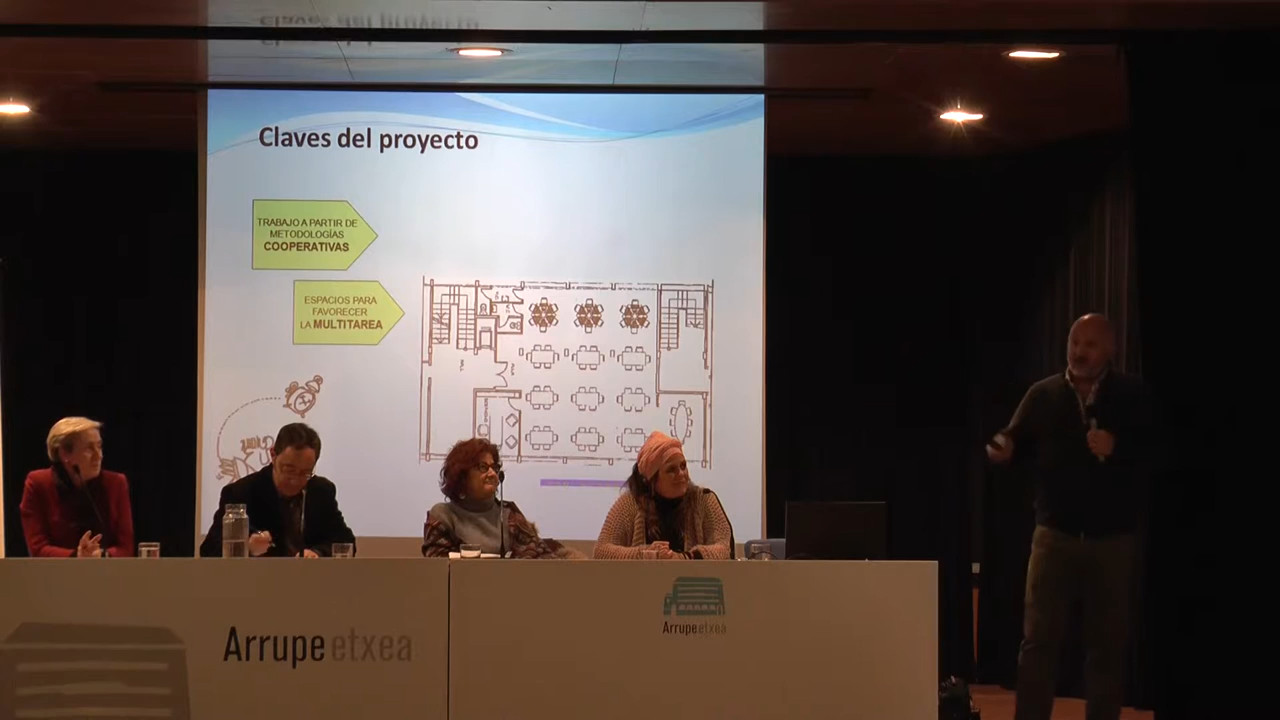 Claves del proyecto
TRABAJO A PARTIR DE
METODOLOGÍAS
COOPERATIVAS
ESPACIOS PARA
FAVORECER
LA MULTITAREA
Arrupe etxea
Arrupe etxea